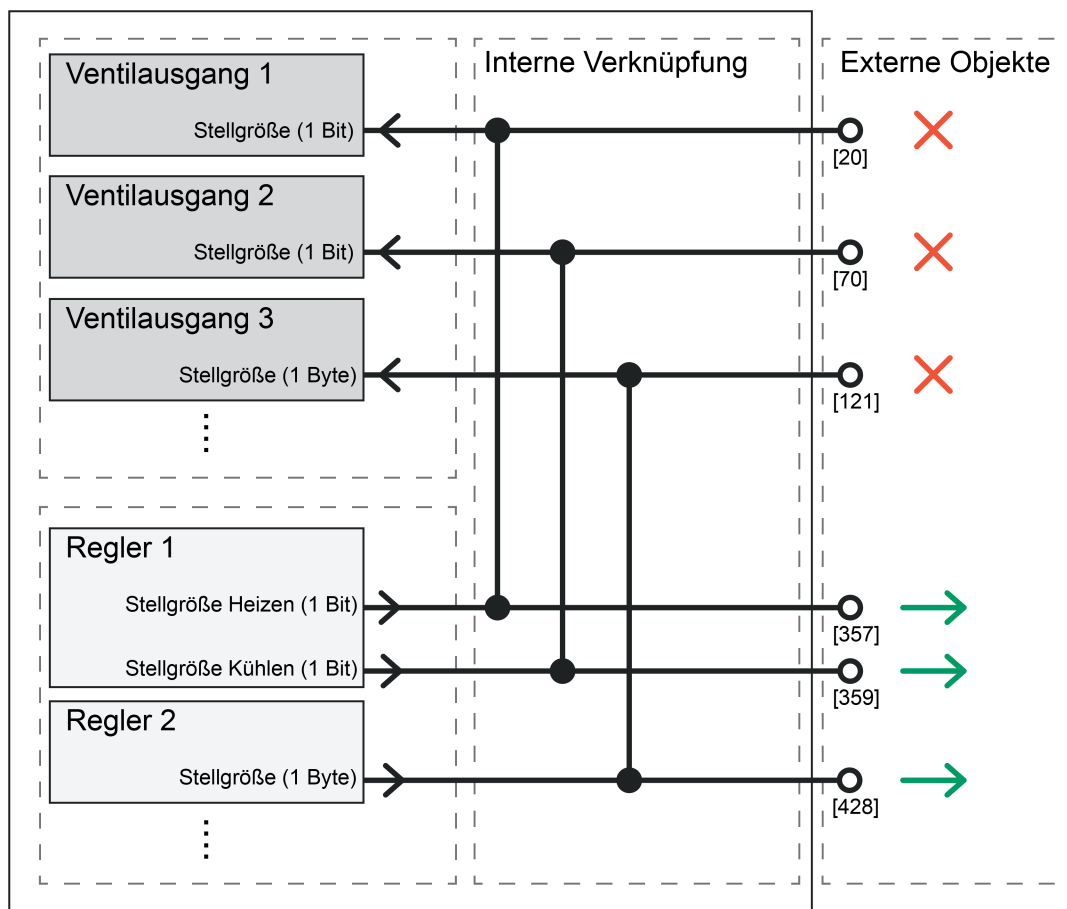 Ventilausgang 1
Stellgröße (1 Bit)
Ventilausgang 2
Stellgröße (1 Bit)
Ventilausgang 3
Stellgröße (1 Byte)
Interne Verknüpfung
Externe Objekte
[20]
[70]
[121]
Regler 1
Stellgröße Heizen (1 Bit)
[357]
Stellgröße Kühlen (1 Bit)
[359]
Regler 2
Stellgröße (1 Byte)
[428]